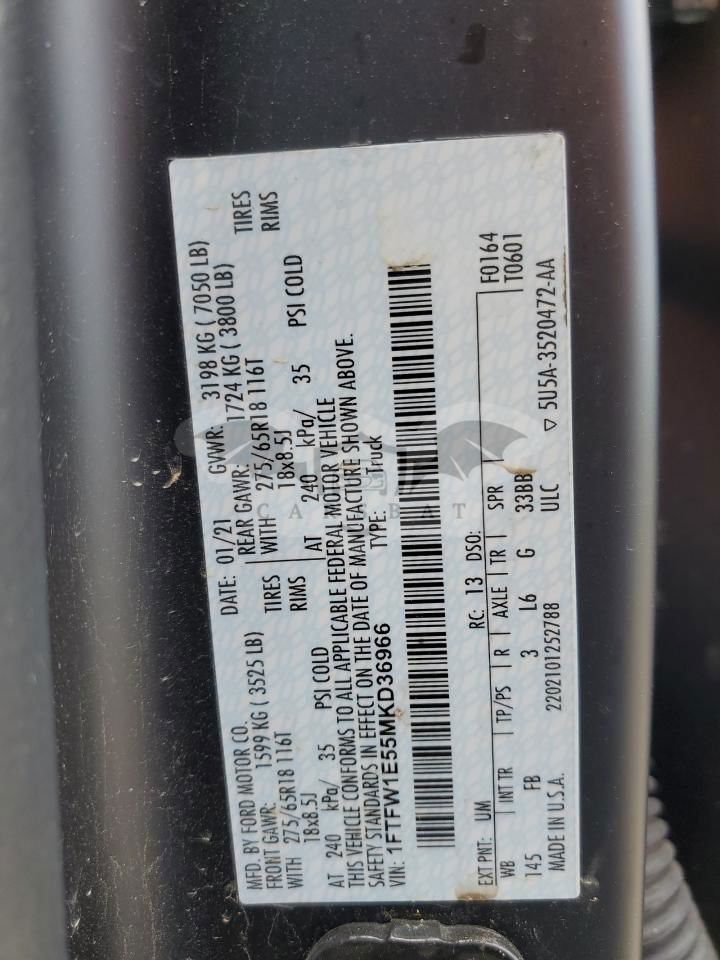 MFD. BY FORD MOTOR CO.
DATE: 01/21 GVWR: 3198 KG ( 7050 LB)
FRONT GAWR: 1599 KG ( 3525 LB) REAR GAWR: 1724 KG ( 3800 LB)
WITH 275/65R18 116T TIRES WITH 275/65R18 116T TIRES
18x8.5J RIMS 18x8.5J RIMS
AT 240 kPa/ 35 PSI COLD AT 240 kPa/ 35 PSI COLD
THIS VEHICLE CONFORMS TO ALL APPLICABLE FEDERAL MOTOR VEHICLE
SAFETY STANDARDS IN EFFECT ON THE DATE OF MANUFACTURE SHOWN ABOVE.
VIN: 1FTFW1E55MKD36966 TYPE: Truck
CARSBAT
F0164
EXT PNT: UM RC: 13 DSO: T0601
WB INT TR TP/PS R AXLE TR SPR
145 FB 3 L6 G 33BB
MADE IN U.S.A. 2202101252788 ULC ▽ 5U5A-3520472-AA